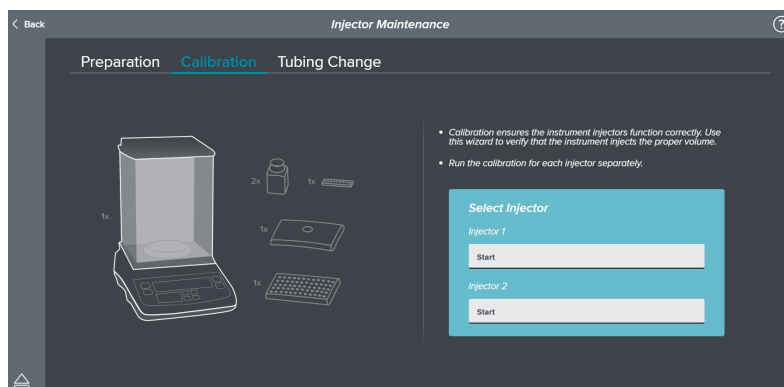 Back
Injector Maintenance
?
Preparation Calibration Tubing Change
• Calibration ensures the instrument injectors function correctly. Use
this wizard to verify that the instrument injects the proper volume.
• Run the calibration for each injector separately.
1x
2x
1x
1x
1x
Select Injector
Injector 1
Start
Injector 2
Start